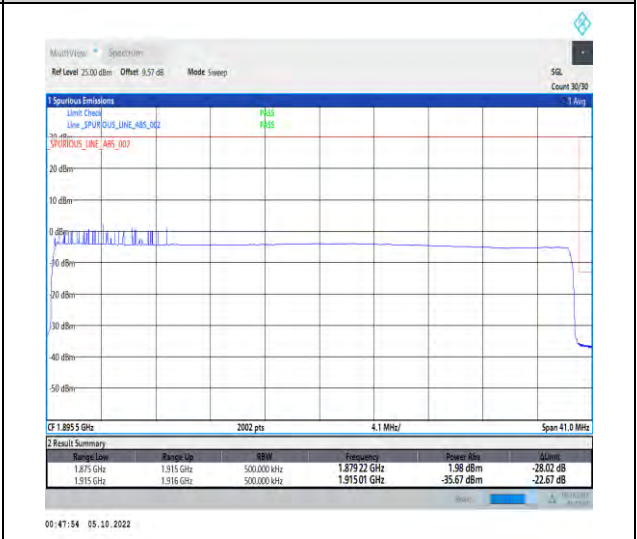 MultiView Spectrum
Ref Level 25.00 dBm Offset 9.57 dB Mode Sweep SGL
Count 30/30
1 Spurious Emissions 1 Avg
Limit Check PASS
Line _SPURIOUS_LINE_ABS_002 PASS
SPURIOUS_LINE_ABS_002
20 dBm
10 dBm
0 dBm
-10 dBm
-20 dBm
-30 dBm
-40 dBm
-50 dBm
CF 1.895 5 GHz 2002 pts 4.1 MHz/ Span 41.0 MHz
2 Result Summary
Range Low Range Up RBW Frequency Power Abs ΔLimit
1.875 GHz 1.915 GHz 500.000 kHz 1.879 22 GHz 1.98 dBm -28.02 dB
1.915 GHz 1.916 GHz 500.000 kHz 1.915 01 GHz -35.67 dBm -22.67 dB
00:47:54 05.10.2022